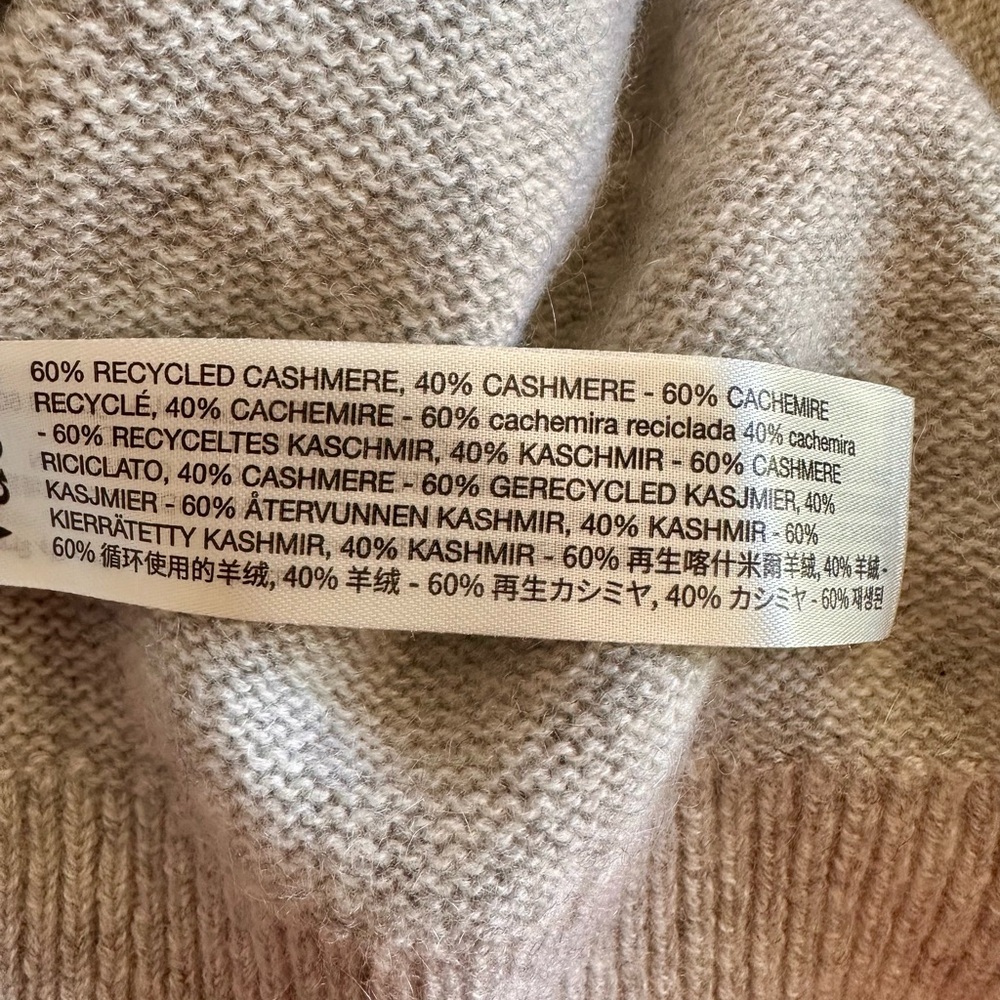 60% RECYCLED CASHMERE, 40% CASHMERE - 60% CACHEMIRE
RECYCLÉ, 40% CACHEMIRE - 60% cachemira reciclada 40% cachemira
- 60% RECYCELTES KASCHMIR, 40% KASCHMIR - 60% CASHMERE
RICICLATO, 40% CASHMERE - 60% GERECYCLED KASJMIER, 40%
KASJMIER - 60% ÅTERVUNNEN KASHMIR, 40% KASHMIR - 60%
KIERRÄTETTY KASHMIR, 40% KASHMIR - 60% 再生喀什米爾羊絨, 40% 羊絨 -
60% 循环使用的羊绒, 40% 羊绒 - 60% 再生カシミヤ, 40% カシミヤ - 60% 재생된